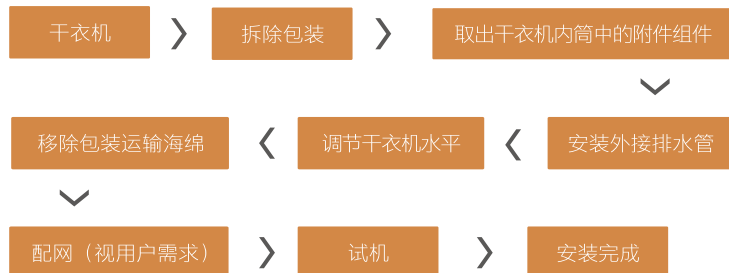 干衣机
拆除包装
取出干衣机内筒中的附件组件
安装外接排水管
调节干衣机水平
移除包装运输海绵
配网（视用户需求）
试机
安装完成